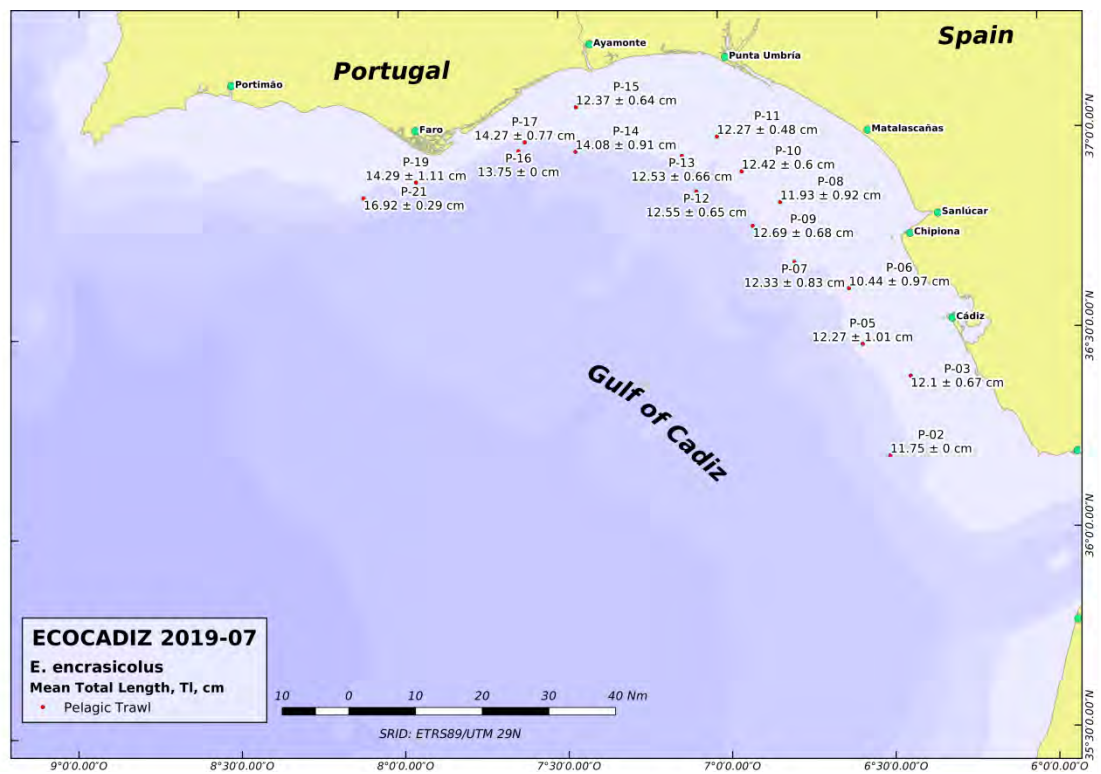 Spain
Portugal
Ayamonte
Punta Umbría
Portimão
P-15
12.37 ± 0.64 cm
P-17
14.27 ± 0.77 cm
P-14
14.08 ± 0.91 cm
P-11
12.27 ± 0.48 cm
Matalascañas
Faro
P-16
13.75 ± 0 cm
P-13
12.53 ± 0.66 cm
P-10
12.42 ± 0.6 cm
P-19
14.29 ± 1.11 cm
P-21
16.92 ± 0.29 cm
P-12
12.55 ± 0.65 cm
P-08
11.93 ± 0.92 cm
Sanlúcar
P-09
12.69 ± 0.68 cm
Chipiona
P-07
12.33 ± 0.83 cm
P-06
10.44 ± 0.97 cm
P-05
12.27 ± 1.01 cm
Cádiz
P-03
12.1 ± 0.67 cm
P-02
11.75 ± 0 cm
Gulf of Cadiz
37°0'0.00"N
36°30'0.00"N
36°0'0.00"N
35°30'0.00"N
ECOCADIZ 2019-07
E. encrasicolus
Mean Total Length, Tl, cm
Pelagic Trawl
10 0 10 20 30 40 Nm
SRID: ETRS89/UTM 29N
9°0'0.00"O 8°30'0.00"O 8°0'0.00"O 7°30'0.00"O 7°0'0.00"O 6°30'0.00"O 6°0'0.00"O